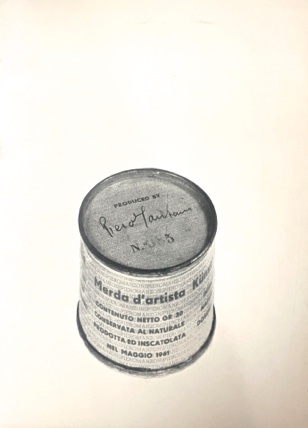 PRODUCED BY
Piero Manzoni
Merda d'artista
CONTENUTO NETTO GR. 30
CONSERVATA AL NATURALE
PRODOTTA ED INSCATOLATA
NEL MAGGIO 1961